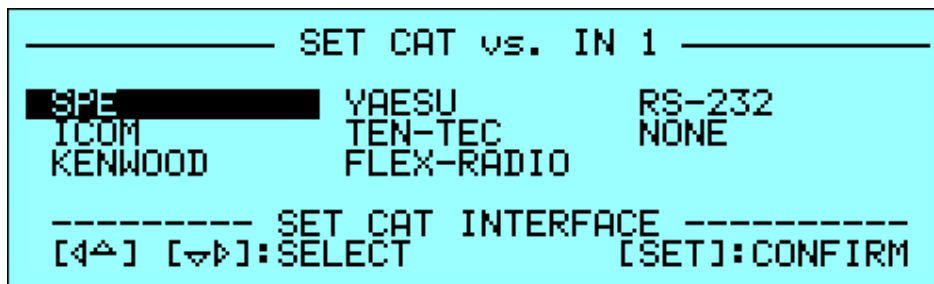 SET CAT vs. IN 1
SPE YAESU RS-232
ICOM TEN-TEC NONE
KENWOOD FLEX-RADIO
--------- SET CAT INTERFACE ----------
[◁△] [▽▷]:SELECT [SET]:CONFIRM